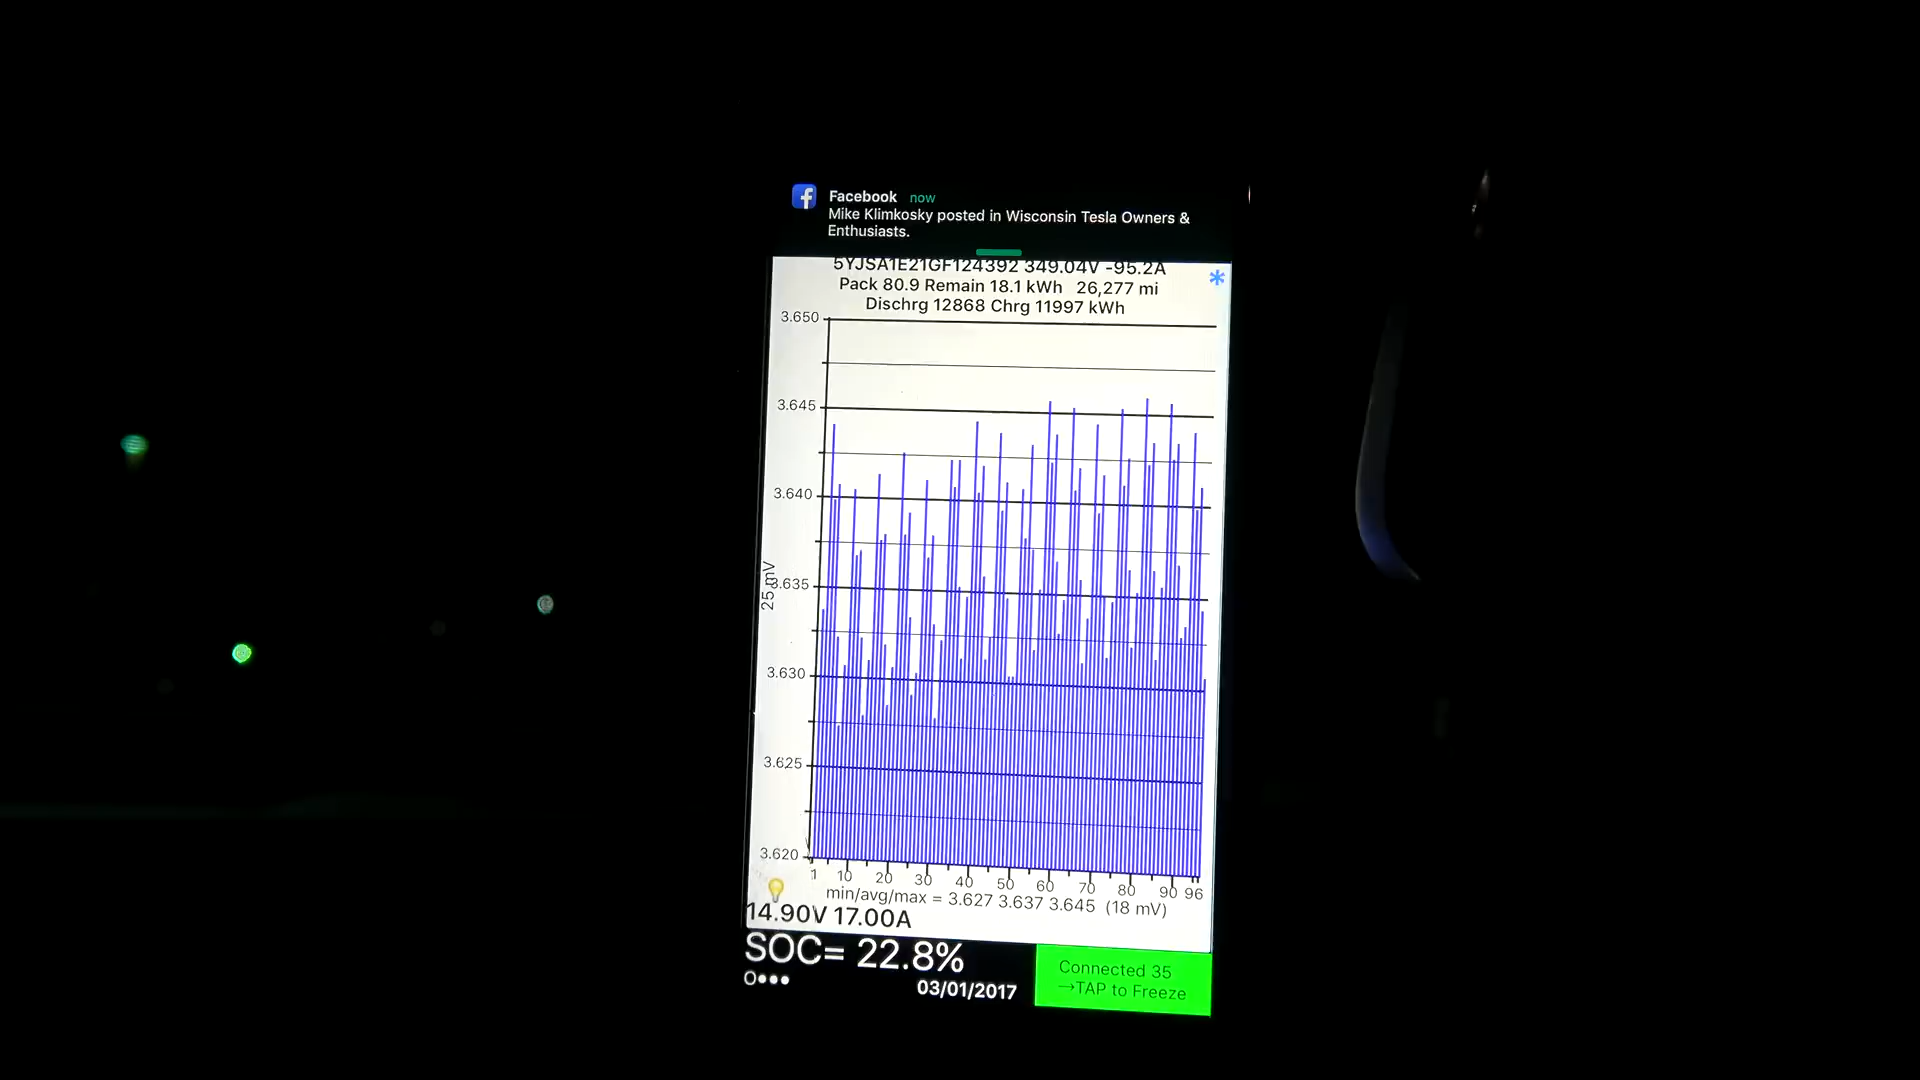 Facebook now
Mike Klimkosky posted in Wisconsin Tesla Owners &
Enthusiasts.
5YJSA1E21GF124392 349.04V -95.2A
Pack 80.9 Remain 18.1 kWh 26,277 mi
Dischrg 12868 Chrg 11997 kWh
3.650
3.645
3.640
3.635
3.630
3.625
3.620
25 mV
1 10 20 30 40 50 60 70 80 90 96
min/avg/max = 3.627 3.637 3.645 (18 mV)
14.90V 17.00A
SOC= 22.8%
03/01/2017
Connected 35
→TAP to Freeze